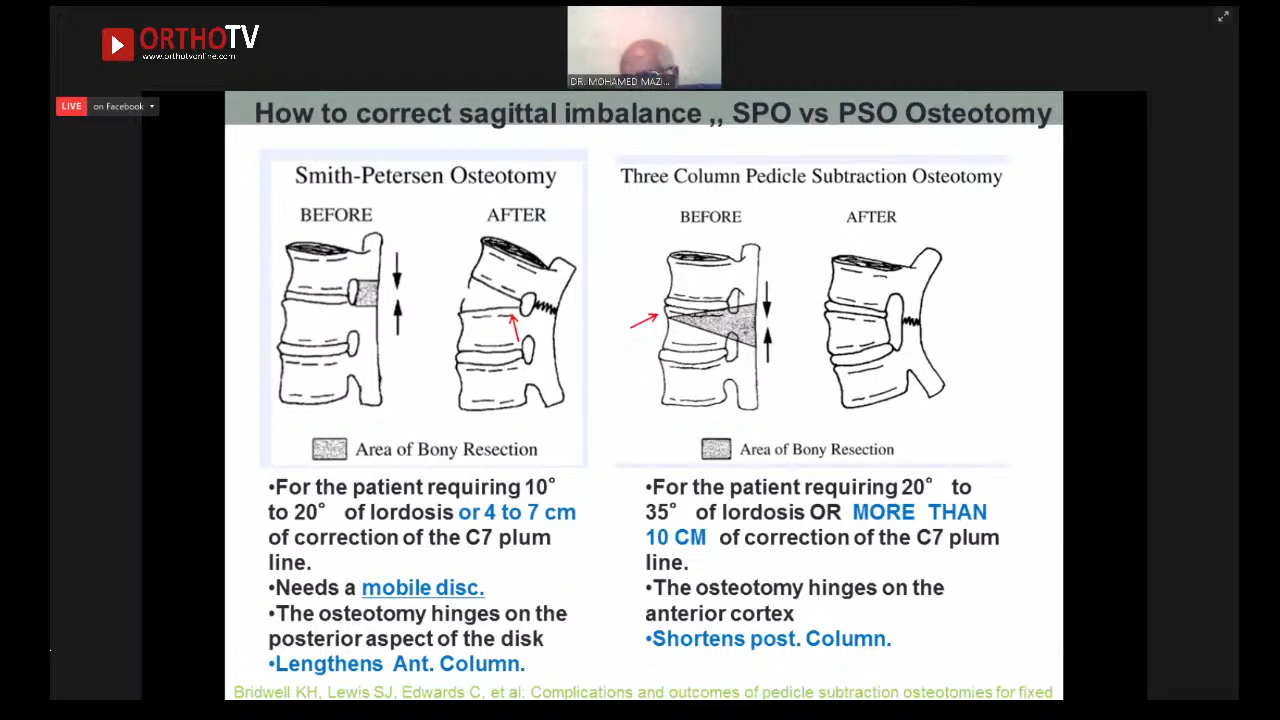 ORTHOTV
www.orthotvonline.com
DR. MOHAMED MAZI...
LIVE on Facebook
How to correct sagittal imbalance ,, SPO vs PSO Osteotomy
Smith-Petersen Osteotomy
BEFORE AFTER
Area of Bony Resection
Three Column Pedicle Subtraction Osteotomy
BEFORE AFTER
Area of Bony Resection
•For the patient requiring 10°
to 20° of lordosis or 4 to 7 cm
of correction of the C7 plum
line.
•Needs a mobile disc.
•The osteotomy hinges on the
posterior aspect of the disk
•Lengthens Ant. Column.
•For the patient requiring 20° to
35° of lordosis OR MORE THAN
10 CM of correction of the C7 plum
line.
•The osteotomy hinges on the
anterior cortex
•Shortens post. Column.
Bridwell KH, Lewis SJ, Edwards C, et al: Complications and outcomes of pedicle subtraction osteotomies for fixed